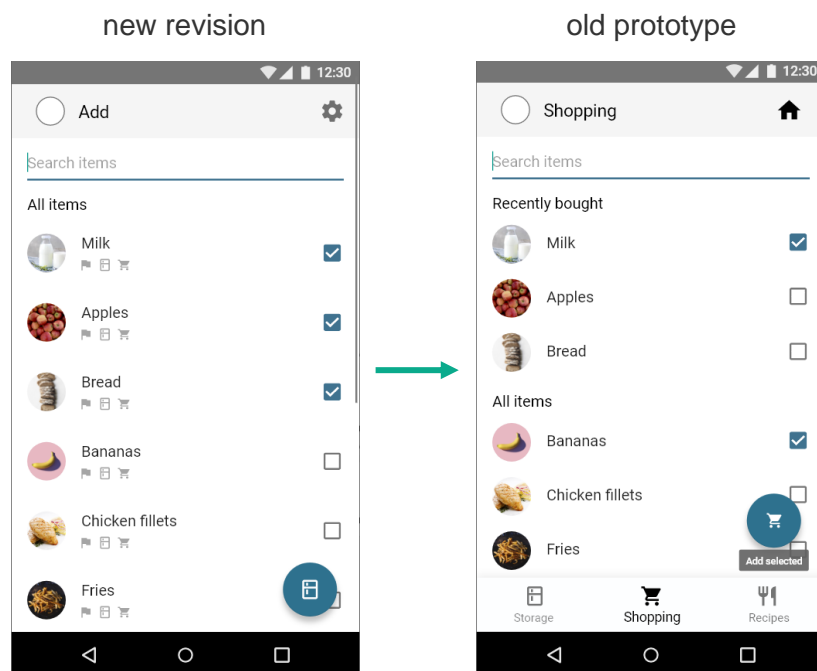 new revision
12:30
Add
Search items
All items
Milk
Apples
Bread
Bananas
Chicken fillets
Fries
old prototype
12:30
Shopping
Search items
Recently bought
Milk
Apples
Bread
All items
Bananas
Chicken fillets
Fries
Add selected
Storage
Shopping
Recipes